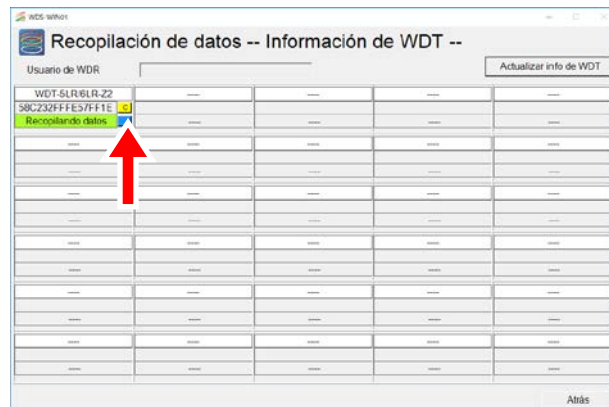 WDS-WIN01
Recopilación de datos -- Información de WDT --
Usuario de WDR
Actualizar info de WDT
WDT-5LR/6LR-Z2 ---- ---- ---- ----
58C232FFFE57FF1E C
Recopilando datos ---- ---- ---- ----
---- ---- ---- ---- ----
---- ---- ---- ---- ----
---- ---- ---- ---- ----
---- ---- ---- ---- ----
---- ---- ---- ---- ----
---- ---- ---- ---- ----
---- ---- ---- ---- ----
---- ---- ---- ---- ----
---- ---- ---- ---- ----
---- ---- ---- ---- ----
Atrás